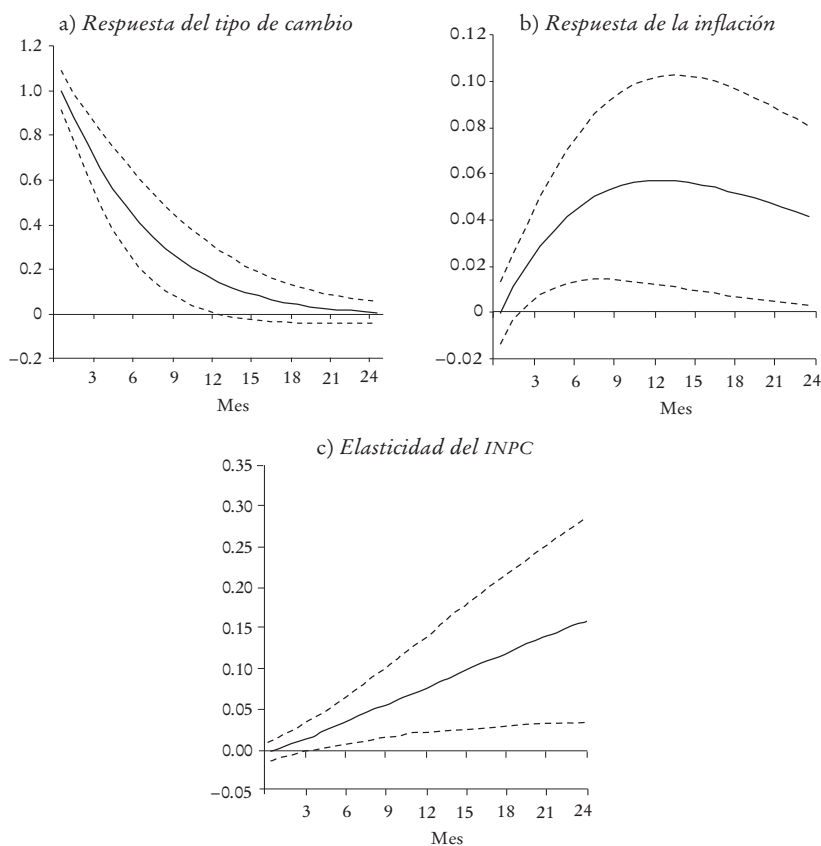 a) Respuesta del tipo de cambio
1.2
1.0
0.8
0.6
0.4
0.2
0
−0.2
3 6 9 12 15 18 21 24
Mes
b) Respuesta de la inflación
0.12
0.10
0.08
0.06
0.04
0.02
0
−0.02
3 6 9 12 15 18 21 24
Mes
c) Elasticidad del INPC
0.35
0.30
0.25
0.20
0.15
0.10
0.05
0.00
−0.05
3 6 9 12 15 18 21 24
Mes